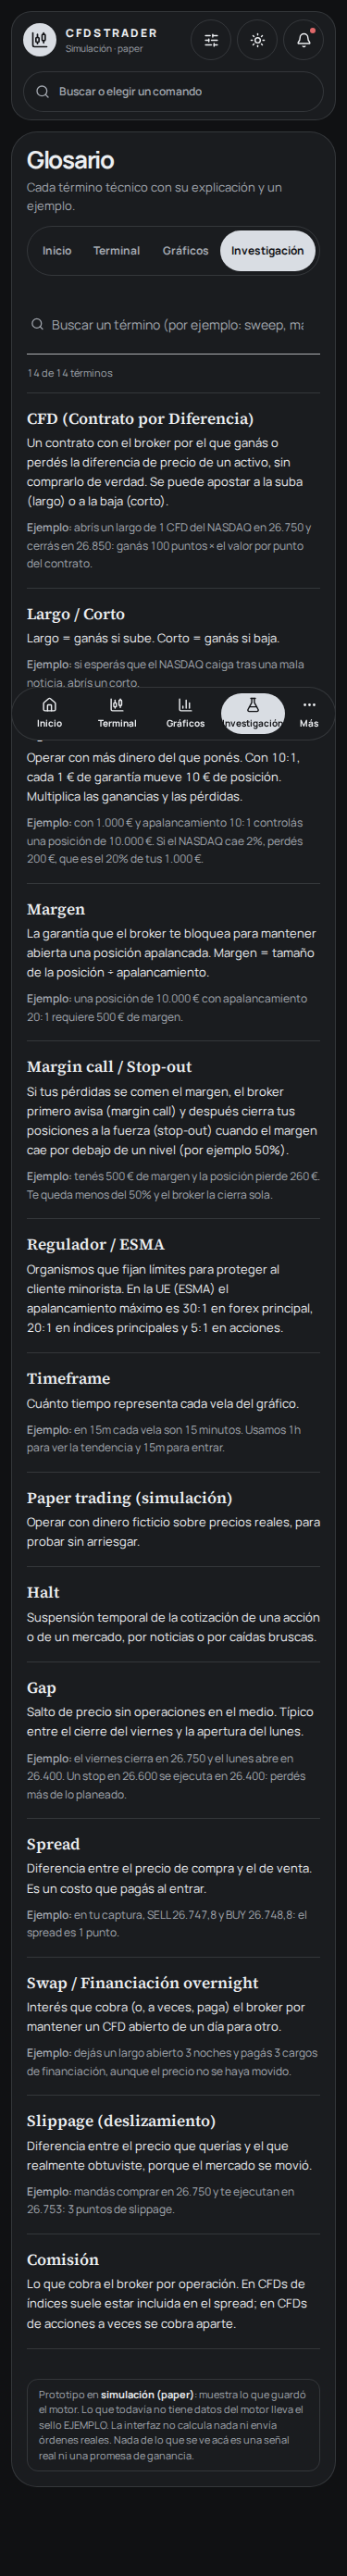 CFDSTRADER
Simulación · paper
Buscar o elegir un comando
Glosario
Cada término técnico con su explicación y un
ejemplo.
Inicio Terminal Gráficos Investigación
Buscar un término (por ejemplo: sweep, ma
14 de 14 términos
CFD (Contrato por Diferencia)
Un contrato con el broker por el que ganás o
perdés la diferencia de precio de un activo, sin
comprarlo de verdad. Se puede apostar a la suba
(largo) o a la baja (corto).
Ejemplo: abrís un largo de 1 CFD del NASDAQ en 26.750 y
cerrás en 26.850: ganás 100 puntos × el valor por punto
del contrato.
Largo / Corto
Largo = ganás si sube. Corto = ganás si baja.
Ejemplo: si esperás que el NASDAQ caiga tras una mala
noticia, abrís un corto.
Inicio Terminal Gráficos Investigación Más
Operar con más dinero del que ponés. Con 10:1,
cada 1 € de garantía mueve 10 € de posición.
Multiplica las ganancias y las pérdidas.
Ejemplo: con 1.000 € y apalancamiento 10:1 controlás
una posición de 10.000 €. Si el NASDAQ cae 2%, perdés
200 €, que es el 20% de tus 1.000 €.
Margen
La garantía que el broker te bloquea para mantener
abierta una posición apalancada. Margen = tamaño
de la posición ÷ apalancamiento.
Ejemplo: una posición de 10.000 € con apalancamiento
20:1 requiere 500 € de margen.
Margin call / Stop-out
Si tus pérdidas se comen el margen, el broker
primero avisa (margin call) y después cierra tus
posiciones a la fuerza (stop-out) cuando el margen
cae por debajo de un nivel (por ejemplo 50%).
Ejemplo: tenés 500 € de margen y la posición pierde 260 €.
Te queda menos del 50% y el broker la cierra sola.
Regulador / ESMA
Organismos que fijan límites para proteger al
cliente minorista. En la UE (ESMA) el
apalancamiento máximo es 30:1 en forex principal,
20:1 en índices principales y 5:1 en acciones.
Timeframe
Cuánto tiempo representa cada vela del gráfico.
Ejemplo: en 15m cada vela son 15 minutos. Usamos 1h
para ver la tendencia y 15m para entrar.
Paper trading (simulación)
Operar con dinero ficticio sobre precios reales, para
probar sin arriesgar.
Halt
Suspensión temporal de la cotización de una acción
o de un mercado, por noticias o por caídas bruscas.
Gap
Salto de precio sin operaciones en el medio. Típico
entre el cierre del viernes y la apertura del lunes.
Ejemplo: el viernes cierra en 26.750 y el lunes abre en
26.400. Un stop en 26.600 se ejecuta en 26.400: perdés
más de lo planeado.
Spread
Diferencia entre el precio de compra y el de venta.
Es un costo que pagás al entrar.
Ejemplo: en tu captura, SELL 26.747,8 y BUY 26.748,8: el
spread es 1 punto.
Swap / Financiación overnight
Interés que cobra (o, a veces, paga) el broker por
mantener un CFD abierto de un día para otro.
Ejemplo: dejás un largo abierto 3 noches y pagás 3 cargos
de financiación, aunque el precio no se haya movido.
Slippage (deslizamiento)
Diferencia entre el precio que querías y el que
realmente obtuviste, porque el mercado se movió.
Ejemplo: mandás comprar en 26.750 y te ejecutan en
26.753: 3 puntos de slippage.
Comisión
Lo que cobra el broker por operación. En CFDs de
índices suele estar incluida en el spread; en CFDs
de acciones a veces se cobra aparte.
Prototipo en simulación (paper): muestra lo que guardó
el motor. Lo que todavía no tiene datos del motor lleva el
sello EJEMPLO. La interfaz no calcula nada ni envía
órdenes reales. Nada de lo que se ve acá es una señal
real ni una promesa de ganancia.